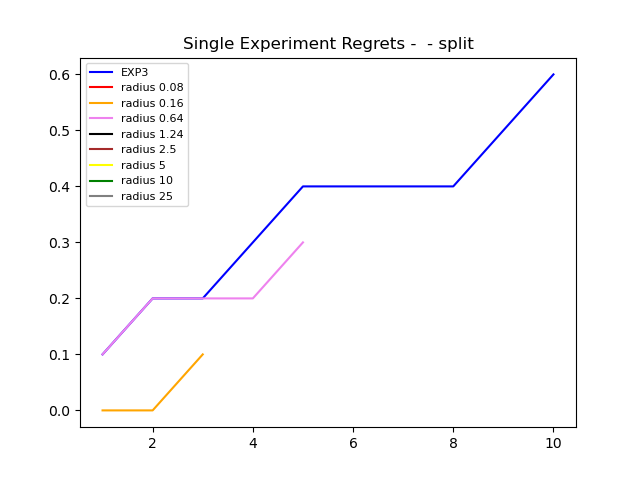 Single Experiment Regrets -  - split
EXP3
radius 0.08
radius 0.16
radius 0.64
radius 1.24
radius 2.5
radius 5
radius 10
radius 25
0.6
0.5
0.4
0.3
0.2
0.1
0.0
2 4 6 8 10